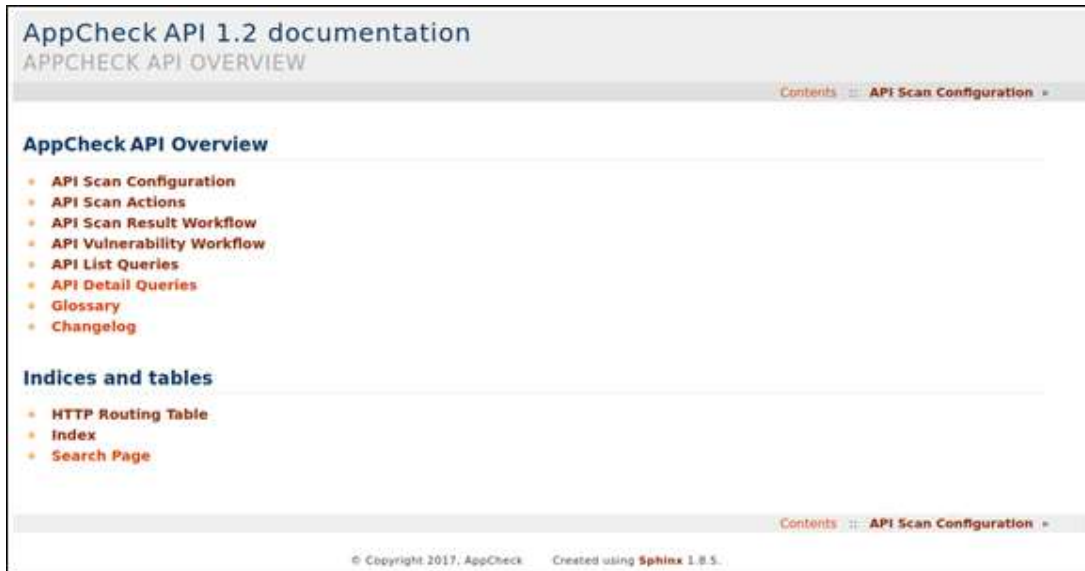 AppCheck API 1.2 documentation
APPCHECK API OVERVIEW
Contents :: API Scan Configuration »
AppCheck API Overview
API Scan Configuration
API Scan Actions
API Scan Result Workflow
API Vulnerability Workflow
API List Queries
API Detail Queries
Glossary
Changelog
Indices and tables
HTTP Routing Table
Index
Search Page
Contents :: API Scan Configuration »
© Copyright 2017, AppCheck Created using Sphinx 1.8.5.